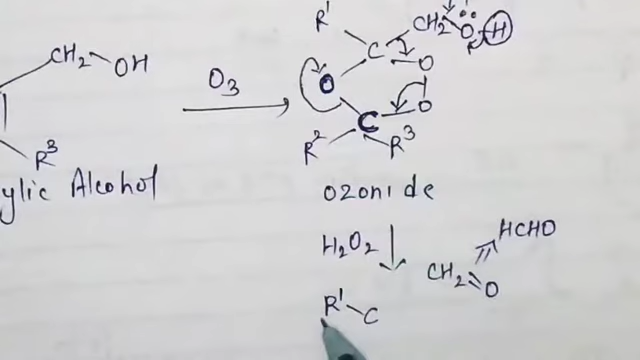 R' CH2 O H
CH2 OH C O
O3 O O
C
R3 R2 R3
ylic Alcohol ozonide
H2O2 HCHO
CH2 O
R' C